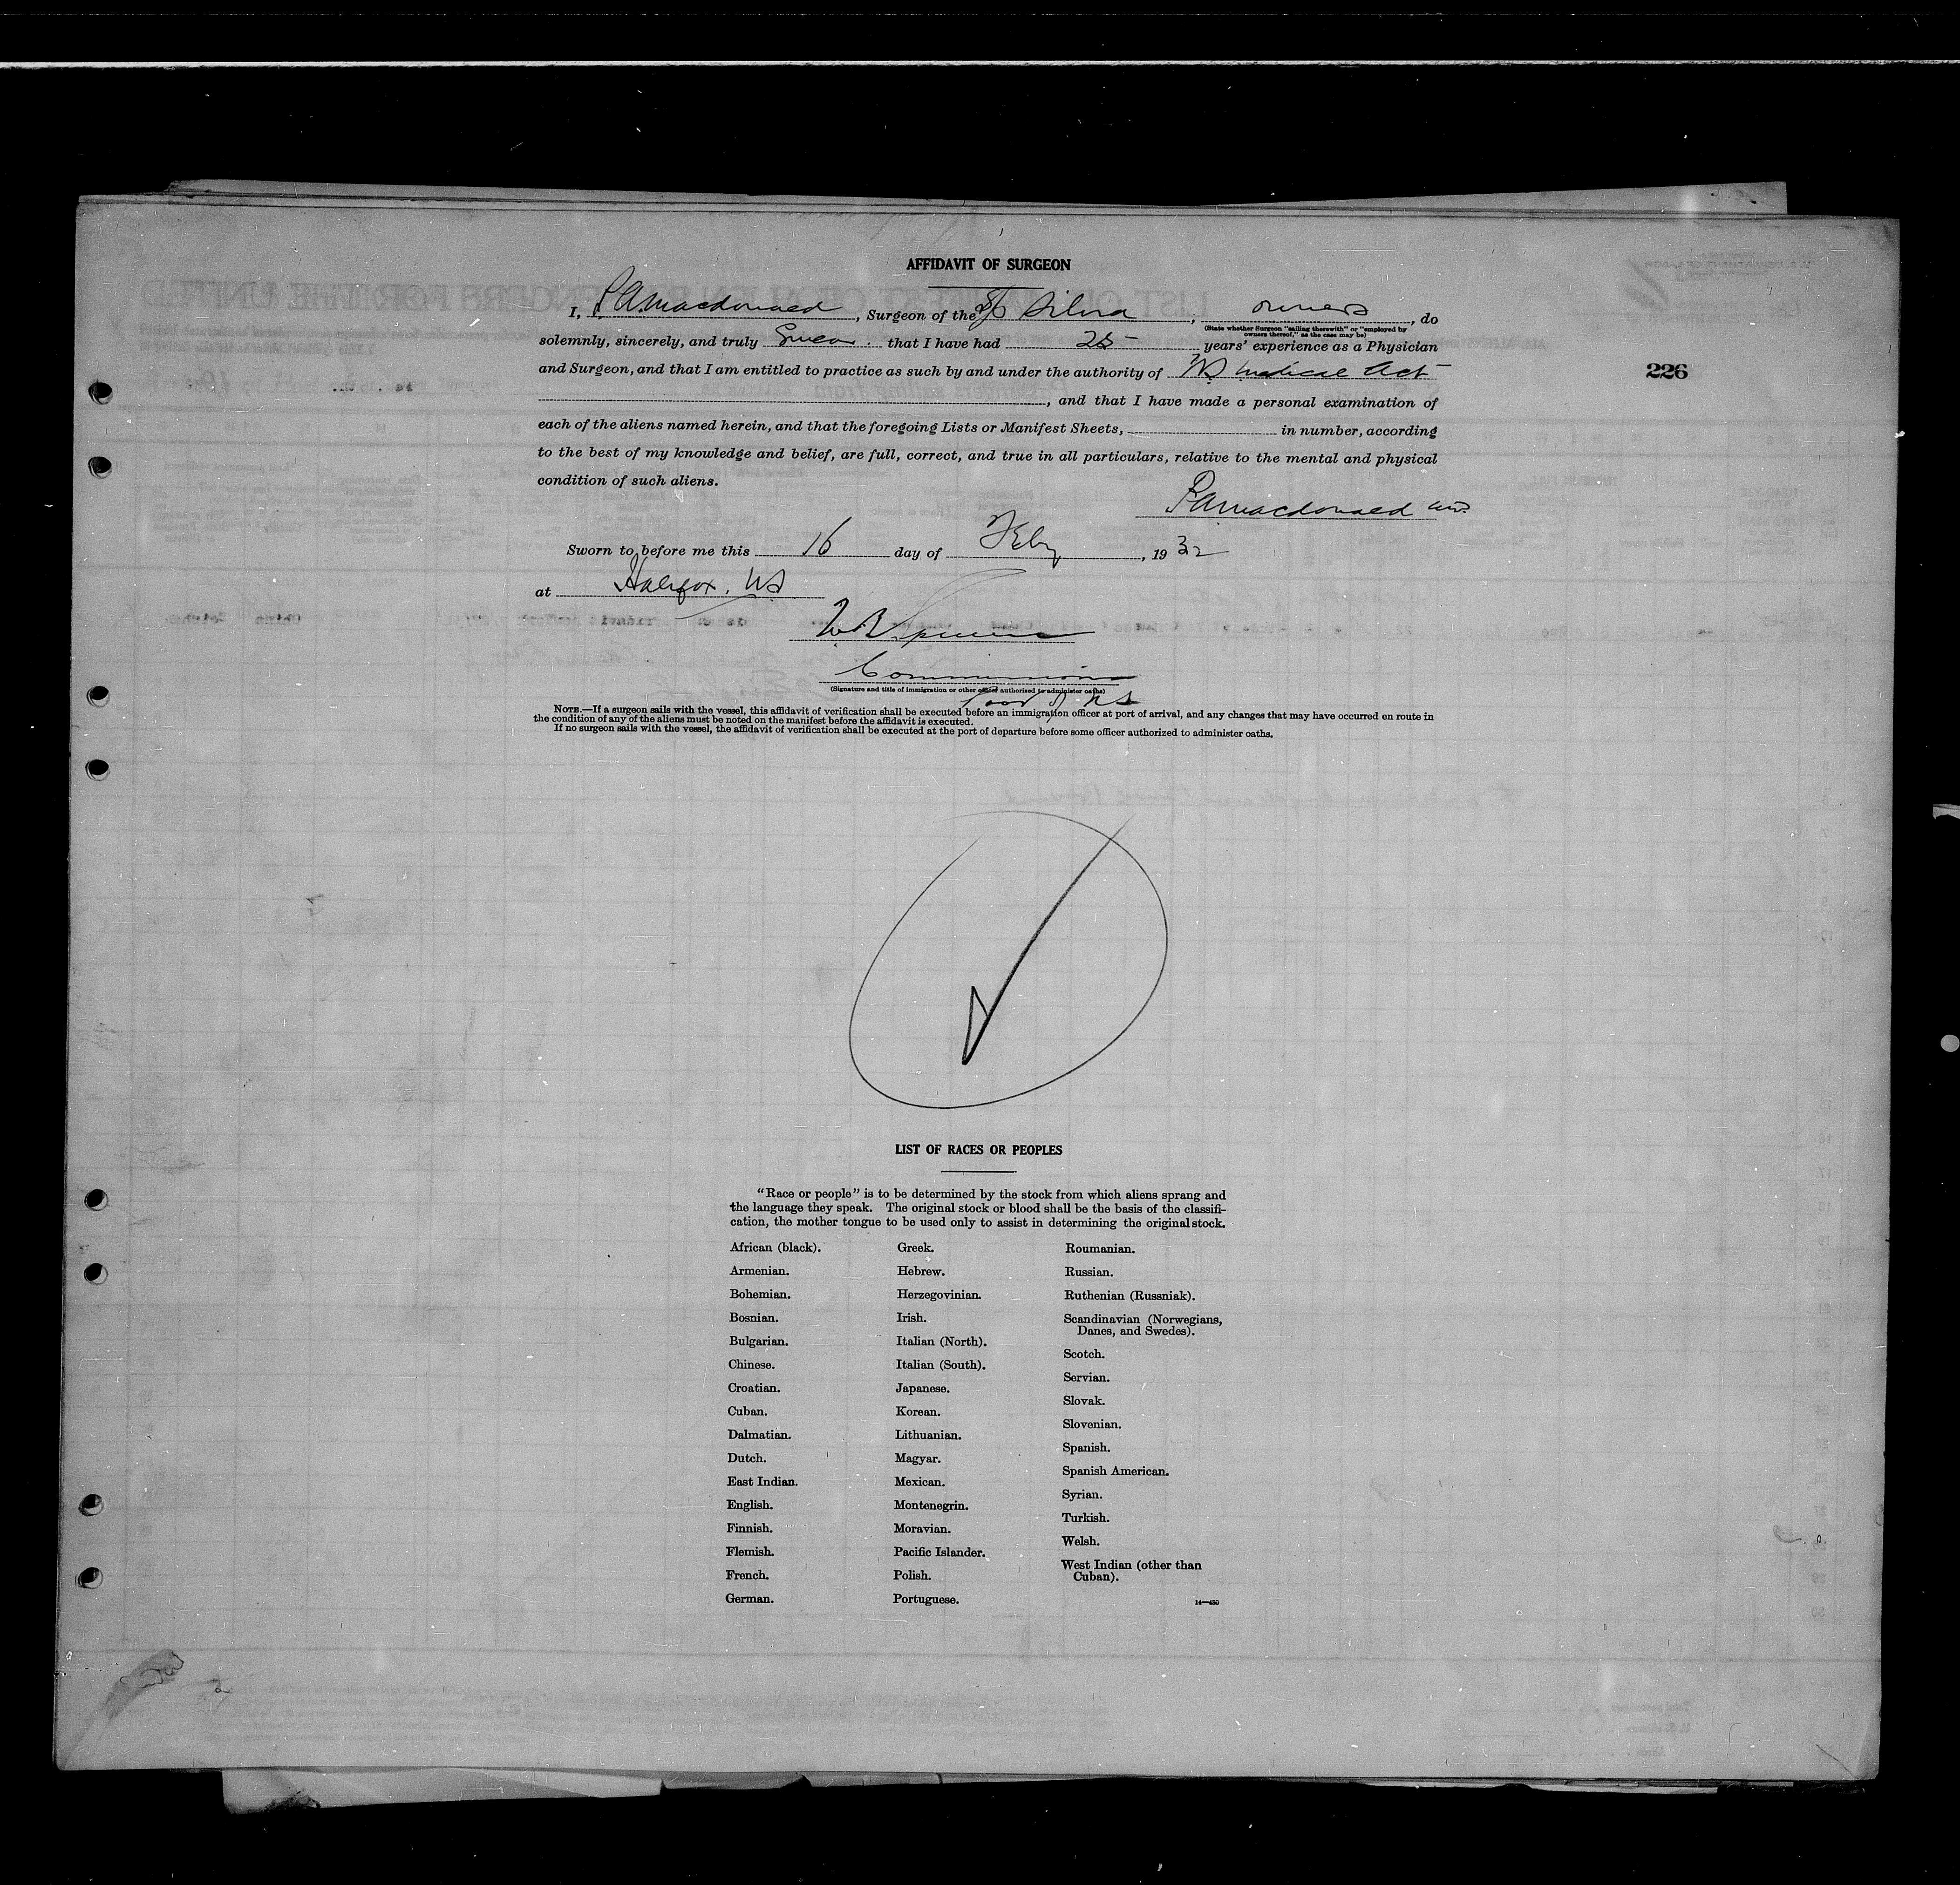 AFFIDAVIT OF SURGEON
I, P.A. Macdonald, Surgeon of the S/S Silvia, owners, do
(State whether Surgeon "sailing therewith" or "employed by
owners thereof," as the case may be)
solemnly, sincerely, and truly Swear that I have had 25 years' experience as a Physician
and Surgeon, and that I am entitled to practice as such by and under the authority of NS Medical Act
226
, and that I have made a personal examination of
each of the aliens named herein, and that the foregoing Lists or Manifest Sheets, in number, according
to the best of my knowledge and belief, are full, correct, and true in all particulars, relative to the mental and physical
condition of such aliens.
PAMacdonald MD.
Sworn to before me this 16 day of Feby, 1932
at Halifax, NS
(Signature and title of immigration or other officer authorized to administer oaths)
NOTE.—If a surgeon sails with the vessel, this affidavit of verification shall be executed before an immigration officer at port of arrival, and any changes that may have occurred en route in
the condition of any of the aliens must be noted on the manifest before the affidavit is executed.
If no surgeon sails with the vessel, the affidavit of verification shall be executed at the port of departure before some officer authorized to administer oaths.
LIST OF RACES OR PEOPLES
"Race or people" is to be determined by the stock from which aliens sprang and
the language they speak. The original stock or blood shall be the basis of the classifi-
cation, the mother tongue to be used only to assist in determining the original stock.
African (black).
Armenian.
Bohemian.
Bosnian.
Bulgarian.
Chinese.
Croatian.
Cuban.
Dalmatian.
Dutch.
East Indian.
English.
Finnish.
Flemish.
French.
German.
Greek.
Hebrew.
Herzegovinian.
Irish.
Italian (North).
Italian (South).
Japanese.
Korean.
Lithuanian.
Magyar.
Mexican.
Montenegrin.
Moravian.
Pacific Islander.
Polish.
Portuguese.
Roumanian.
Russian.
Ruthenian (Russniak).
Scandinavian (Norwegians,
Danes, and Swedes).
Scotch.
Servian.
Slovak.
Slovenian.
Spanish.
Spanish American.
Syrian.
Turkish.
Welsh.
West Indian (other than
Cuban).
14—430